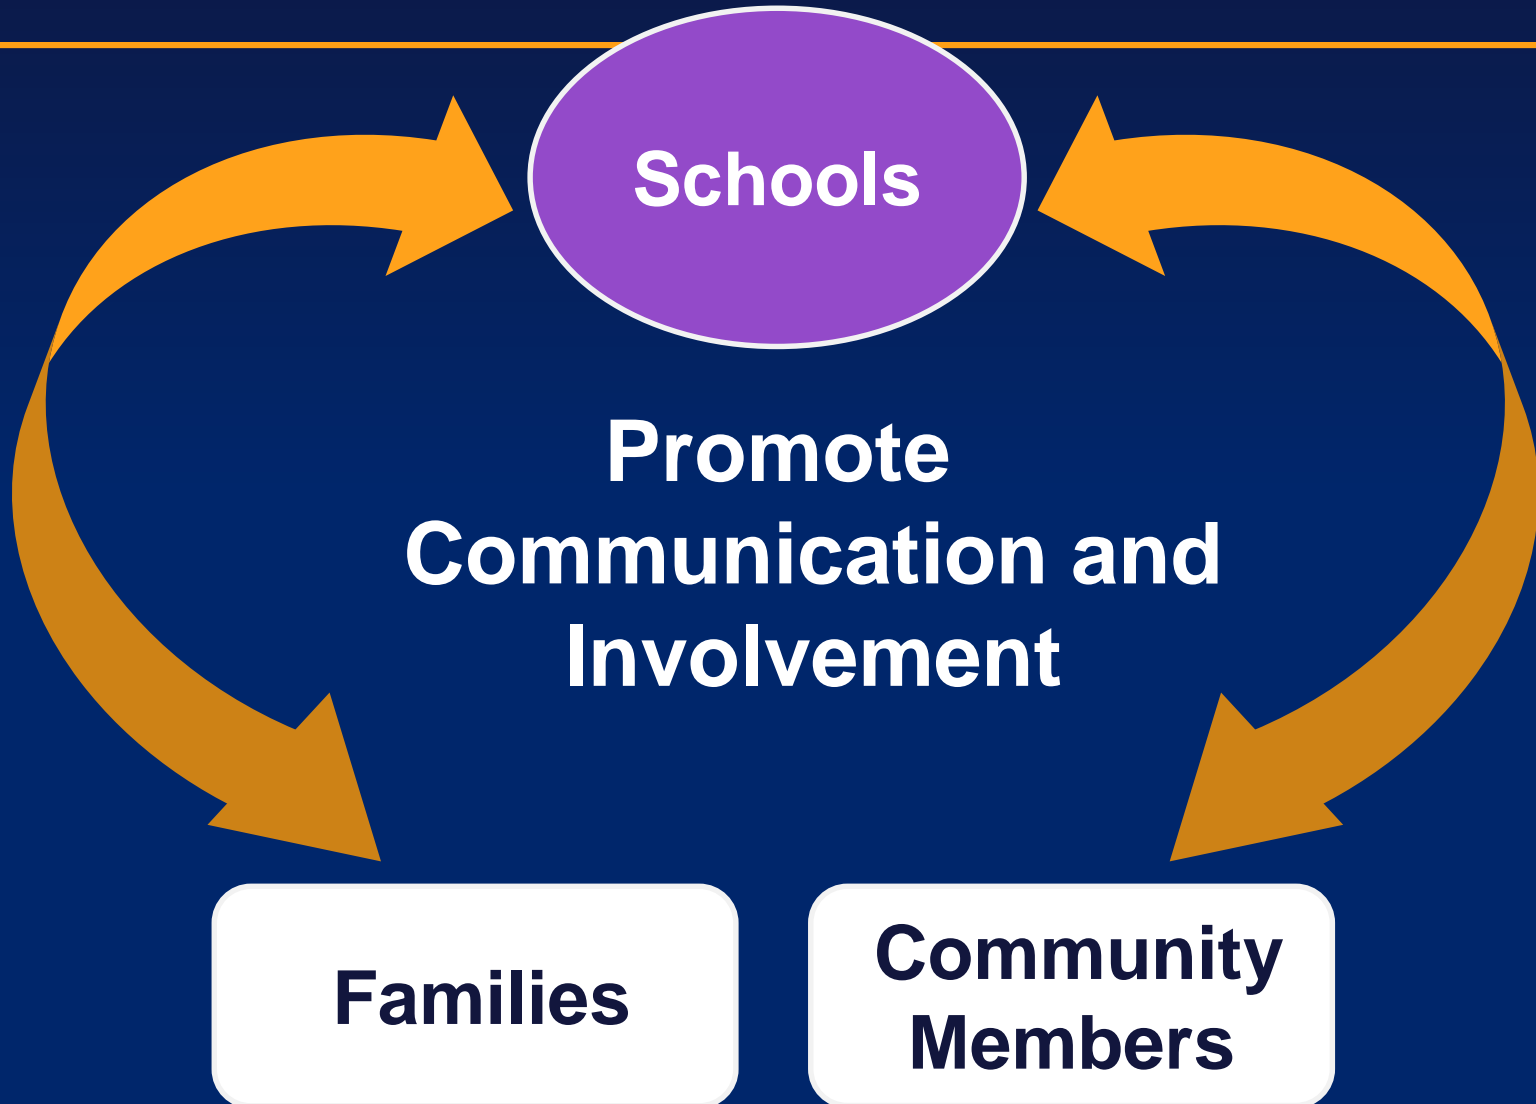 Schools
Promote
Communication and
Involvement
Families
Community
Members